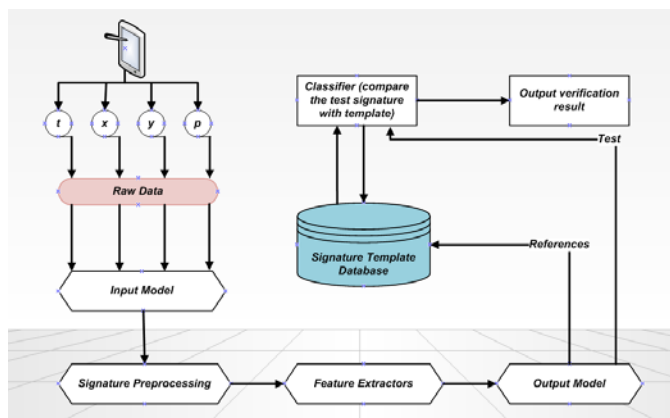 t x y p
Raw Data
Input Model
Signature Preprocessing
Feature Extractors
Output Model
References
Test
Signature Template
Database
Classifier (compare
the test signature
with template)
Output verification
result